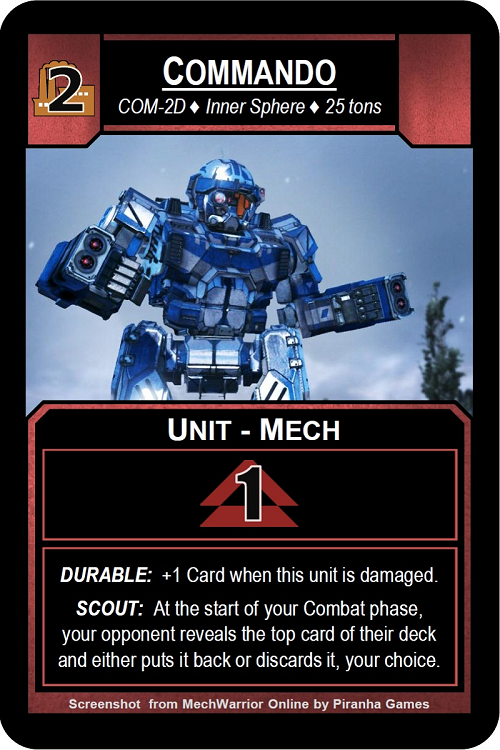 2
COMMANDO
COM-2D ♦ Inner Sphere ♦ 25 tons
UNIT - MECH
1
DURABLE: +1 Card when this unit is damaged.
SCOUT: At the start of your Combat phase,
your opponent reveals the top card of their deck
and either puts it back or discards it, your choice.
Screenshot from MechWarrior Online by Piranha Games